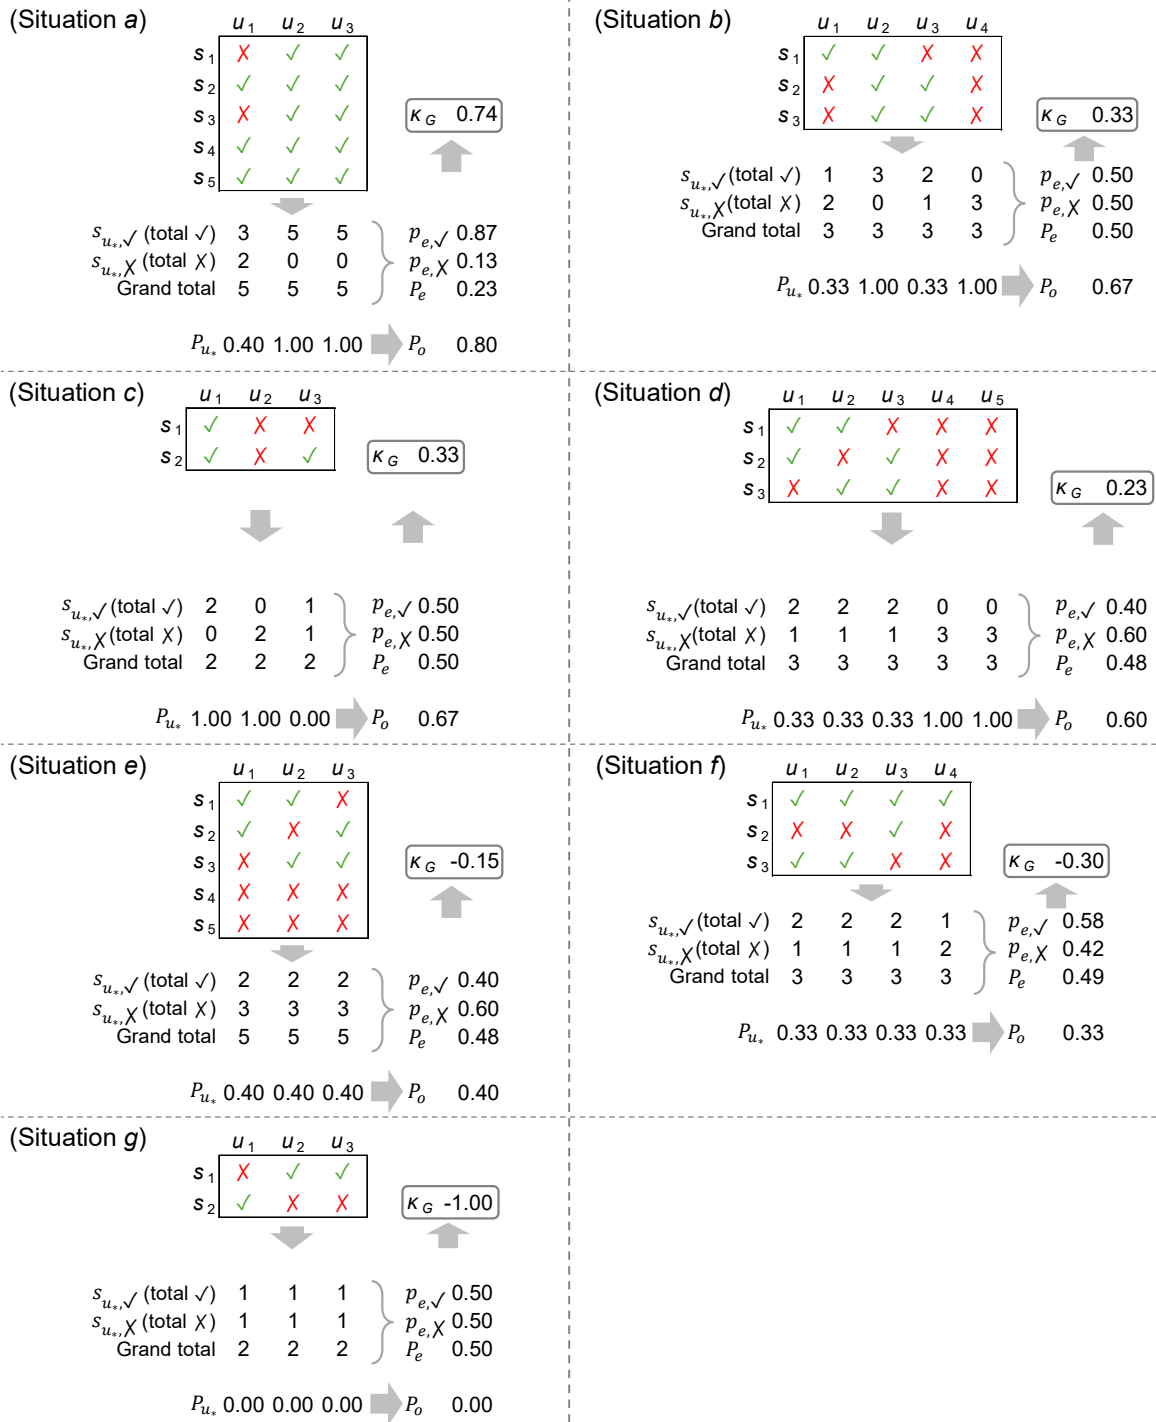 (Situation a)
u1 u2 u3
s1 ✗ ✓ ✓
s2 ✓ ✓ ✓
s3 ✗ ✓ ✓
s4 ✓ ✓ ✓
s5 ✓ ✓ ✓
κG 0.74
su*,✓ (total ✓) 3 5 5 pe,✓ 0.87
su*,✗ (total ✗) 2 0 0 pe,✗ 0.13
Grand total 5 5 5 Pe 0.23
Pu* 0.40 1.00 1.00 Po 0.80
(Situation b)
u1 u2 u3 u4
s1 ✓ ✓ ✗ ✗
s2 ✗ ✓ ✓ ✗
s3 ✗ ✓ ✓ ✗
κG 0.33
su*,✓ (total ✓) 1 3 2 0 pe,✓ 0.50
su*,✗ (total ✗) 2 0 1 3 pe,✗ 0.50
Grand total 3 3 3 3 Pe 0.50
Pu* 0.33 1.00 0.33 1.00 Po 0.67
(Situation c)
u1 u2 u3
s1 ✓ ✗ ✗
s2 ✓ ✗ ✓
κG 0.33
su*,✓ (total ✓) 2 0 1 pe,✓ 0.50
su*,✗ (total ✗) 0 2 1 pe,✗ 0.50
Grand total 2 2 2 Pe 0.50
Pu* 1.00 1.00 0.00 Po 0.67
(Situation d)
u1 u2 u3 u4 u5
s1 ✓ ✓ ✗ ✗ ✗
s2 ✓ ✗ ✓ ✗ ✗
s3 ✗ ✓ ✓ ✗ ✗
κG 0.23
su*,✓ (total ✓) 2 2 2 0 0 pe,✓ 0.40
su*,✗ (total ✗) 1 1 1 3 3 pe,✗ 0.60
Grand total 3 3 3 3 3 Pe 0.48
Pu* 0.33 0.33 0.33 1.00 1.00 Po 0.60
(Situation e)
u1 u2 u3
s1 ✓ ✓ ✗
s2 ✓ ✗ ✓
s3 ✗ ✓ ✓
s4 ✗ ✗ ✗
s5 ✗ ✗ ✗
κG -0.15
su*,✓ (total ✓) 2 2 2 pe,✓ 0.40
su*,✗ (total ✗) 3 3 3 pe,✗ 0.60
Grand total 5 5 5 Pe 0.48
Pu* 0.40 0.40 0.40 Po 0.40
(Situation f)
u1 u2 u3 u4
s1 ✓ ✓ ✓ ✓
s2 ✗ ✗ ✓ ✗
s3 ✓ ✓ ✗ ✗
κG -0.30
su*,✓ (total ✓) 2 2 2 1 pe,✓ 0.58
su*,✗ (total ✗) 1 1 1 2 pe,✗ 0.42
Grand total 3 3 3 3 Pe 0.49
Pu* 0.33 0.33 0.33 0.33 Po 0.33
(Situation g)
u1 u2 u3
s1 ✗ ✓ ✓
s2 ✓ ✗ ✗
κG -1.00
su*,✓ (total ✓) 1 1 1 pe,✓ 0.50
su*,✗ (total ✗) 1 1 1 pe,✗ 0.50
Grand total 2 2 2 Pe 0.50
Pu* 0.00 0.00 0.00 Po 0.00